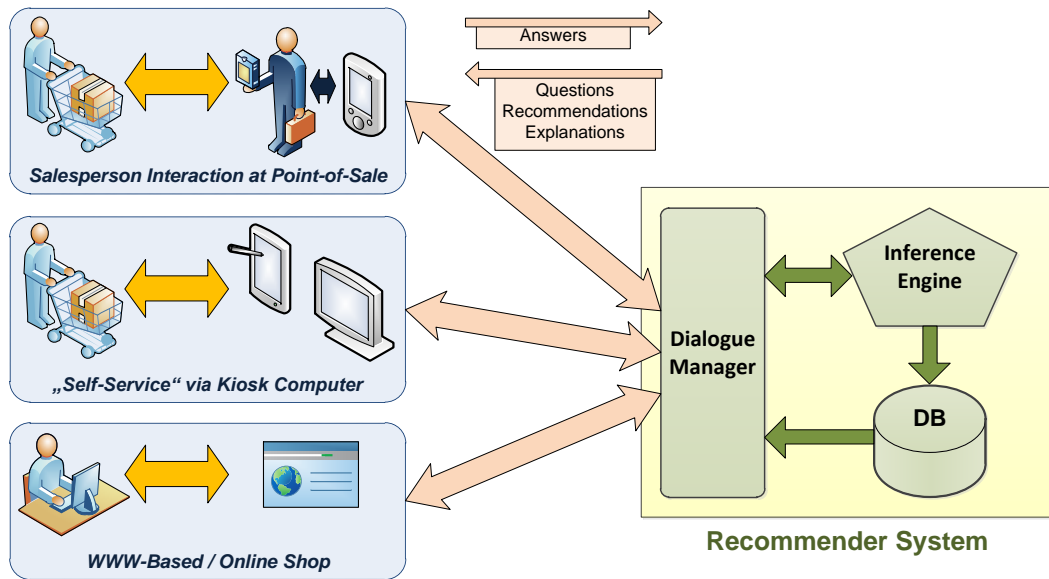 Answers
Questions
Recommendations
Explanations
Salesperson Interaction at Point-of-Sale
„Self-Service“ via Kiosk Computer
WWW-Based / Online Shop
Dialogue
Manager
Inference
Engine
DB
Recommender System